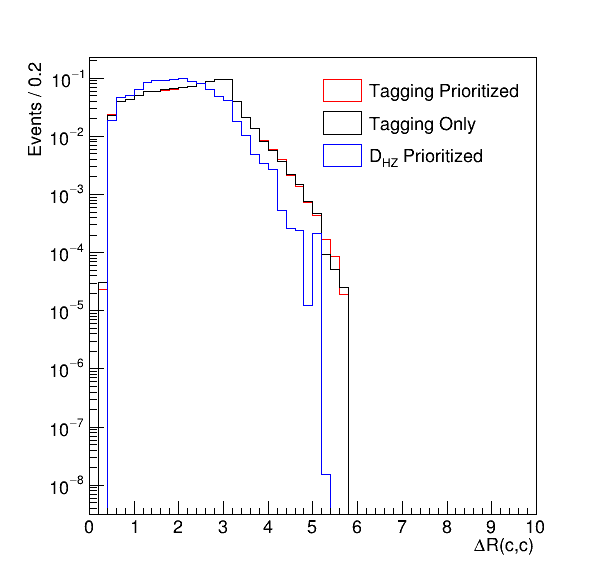 Events / 0.2
10⁻¹
10⁻²
10⁻³
10⁻⁴
10⁻⁵
10⁻⁶
10⁻⁷
10⁻⁸
Tagging Prioritized
Tagging Only
D_HZ Prioritized
0 1 2 3 4 5 6 7 8 9 10
ΔR(c,c)